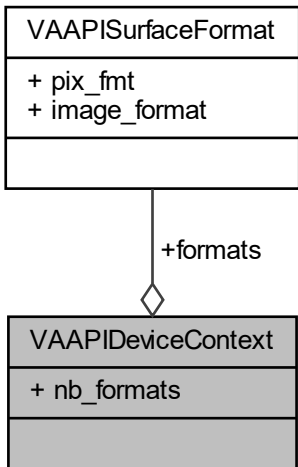 VAAPISurfaceFormat
+ pix_fmt
+ image_format
+formats
VAAPIDeviceContext
+ nb_formats